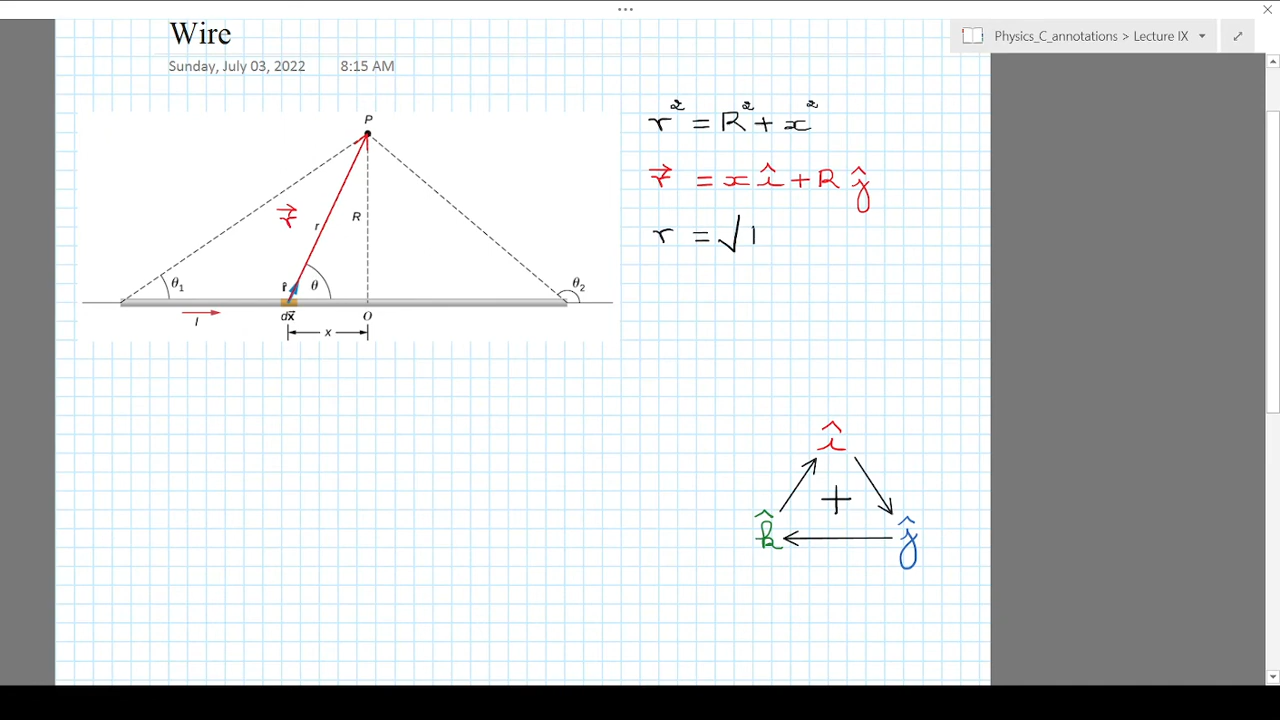 Wire
Physics_C_annotations > Lecture IX
Sunday, July 03, 2022 8:15 AM
P
r² = R² + x²
r⃗ = x î + R ĵ
r⃗
r
R
r = √
θ₁
r̂
θ
θ₂
I
dx⃗
O
x
î
+
k̂
ĵ